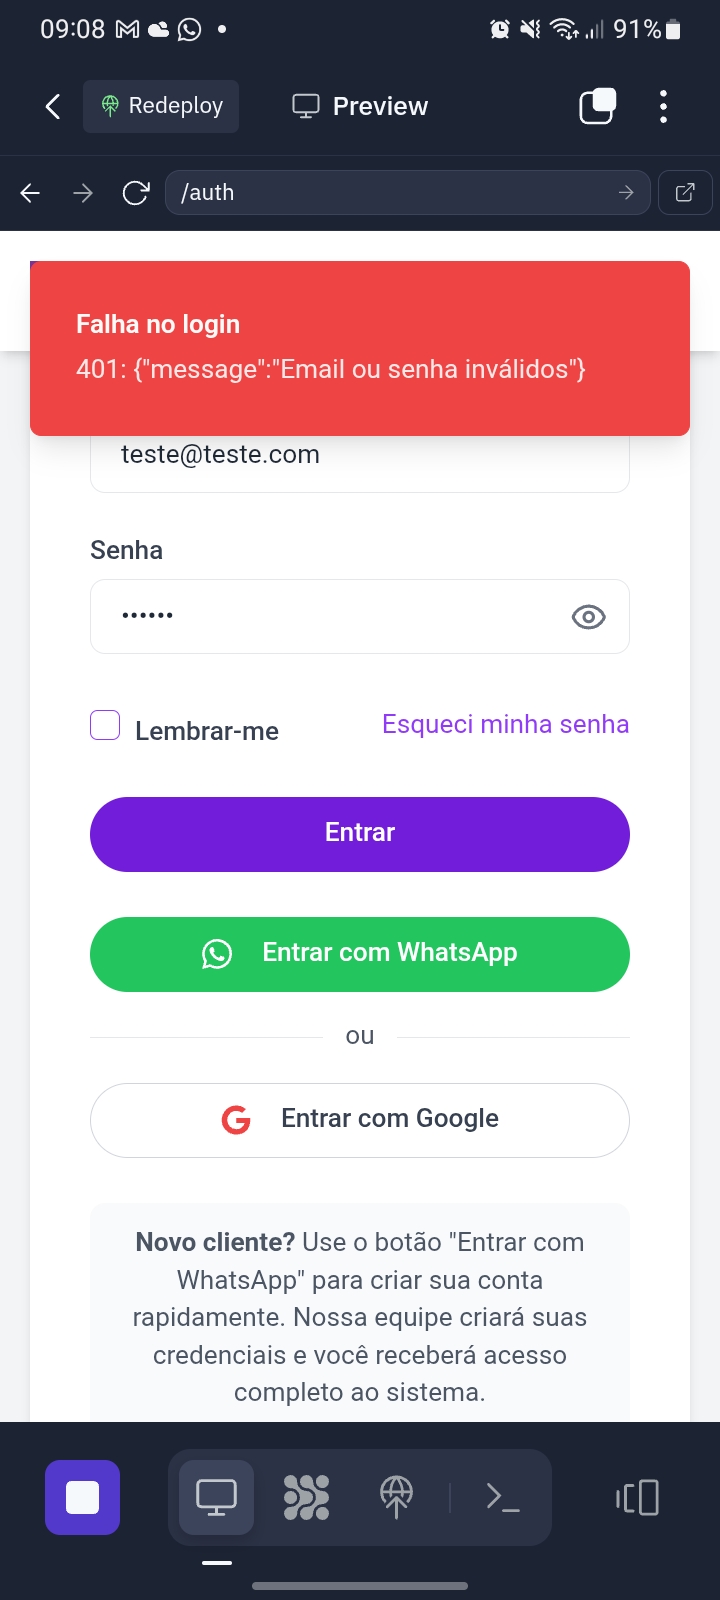 09:08
91%
Redeploy
Preview
/auth
Falha no login
401: {"message":"Email ou senha inválidos"}
teste@teste.com
Senha
••••••
Lembrar-me
Esqueci minha senha
Entrar
Entrar com WhatsApp
ou
Entrar com Google
Novo cliente? Use o botão "Entrar com
WhatsApp" para criar sua conta
rapidamente. Nossa equipe criará suas
credenciais e você receberá acesso
completo ao sistema.